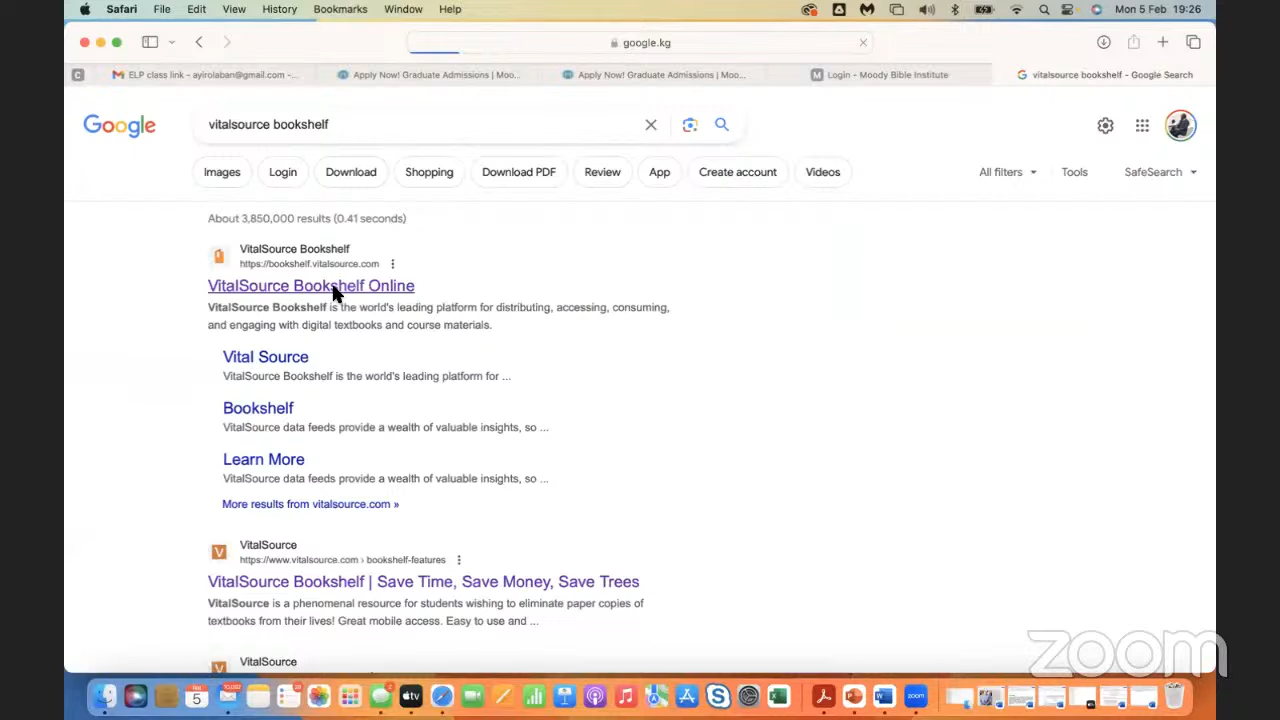 Safari File Edit View History Bookmarks Window Help Mon 5 Feb 19:26
google.kg
C ELP class link - ayirolaban@gmail.com -... Apply Now! Graduate Admissions | Moo... Apply Now! Graduate Admissions | Moo... M Login - Moody Bible Institute vitalsource bookshelf - Google Search
Google vitalsource bookshelf
Images Login Download Shopping Download PDF Review App Create account Videos All filters Tools SafeSearch
About 3,850,000 results (0.41 seconds)
VitalSource Bookshelf
https://bookshelf.vitalsource.com
VitalSource Bookshelf Online
VitalSource Bookshelf is the world's leading platform for distributing, accessing, consuming,
and engaging with digital textbooks and course materials.
Vital Source
VitalSource Bookshelf is the world's leading platform for ...
Bookshelf
VitalSource data feeds provide a wealth of valuable insights, so ...
Learn More
VitalSource data feeds provide a wealth of valuable insights, so ...
More results from vitalsource.com »
VitalSource
https://www.vitalsource.com › bookshelf-features
VitalSource Bookshelf | Save Time, Save Money, Save Trees
VitalSource is a phenomenal resource for students wishing to eliminate paper copies of
textbooks from their lives! Great mobile access. Easy to use and ...
VitalSource
zoom
5 tv zoom